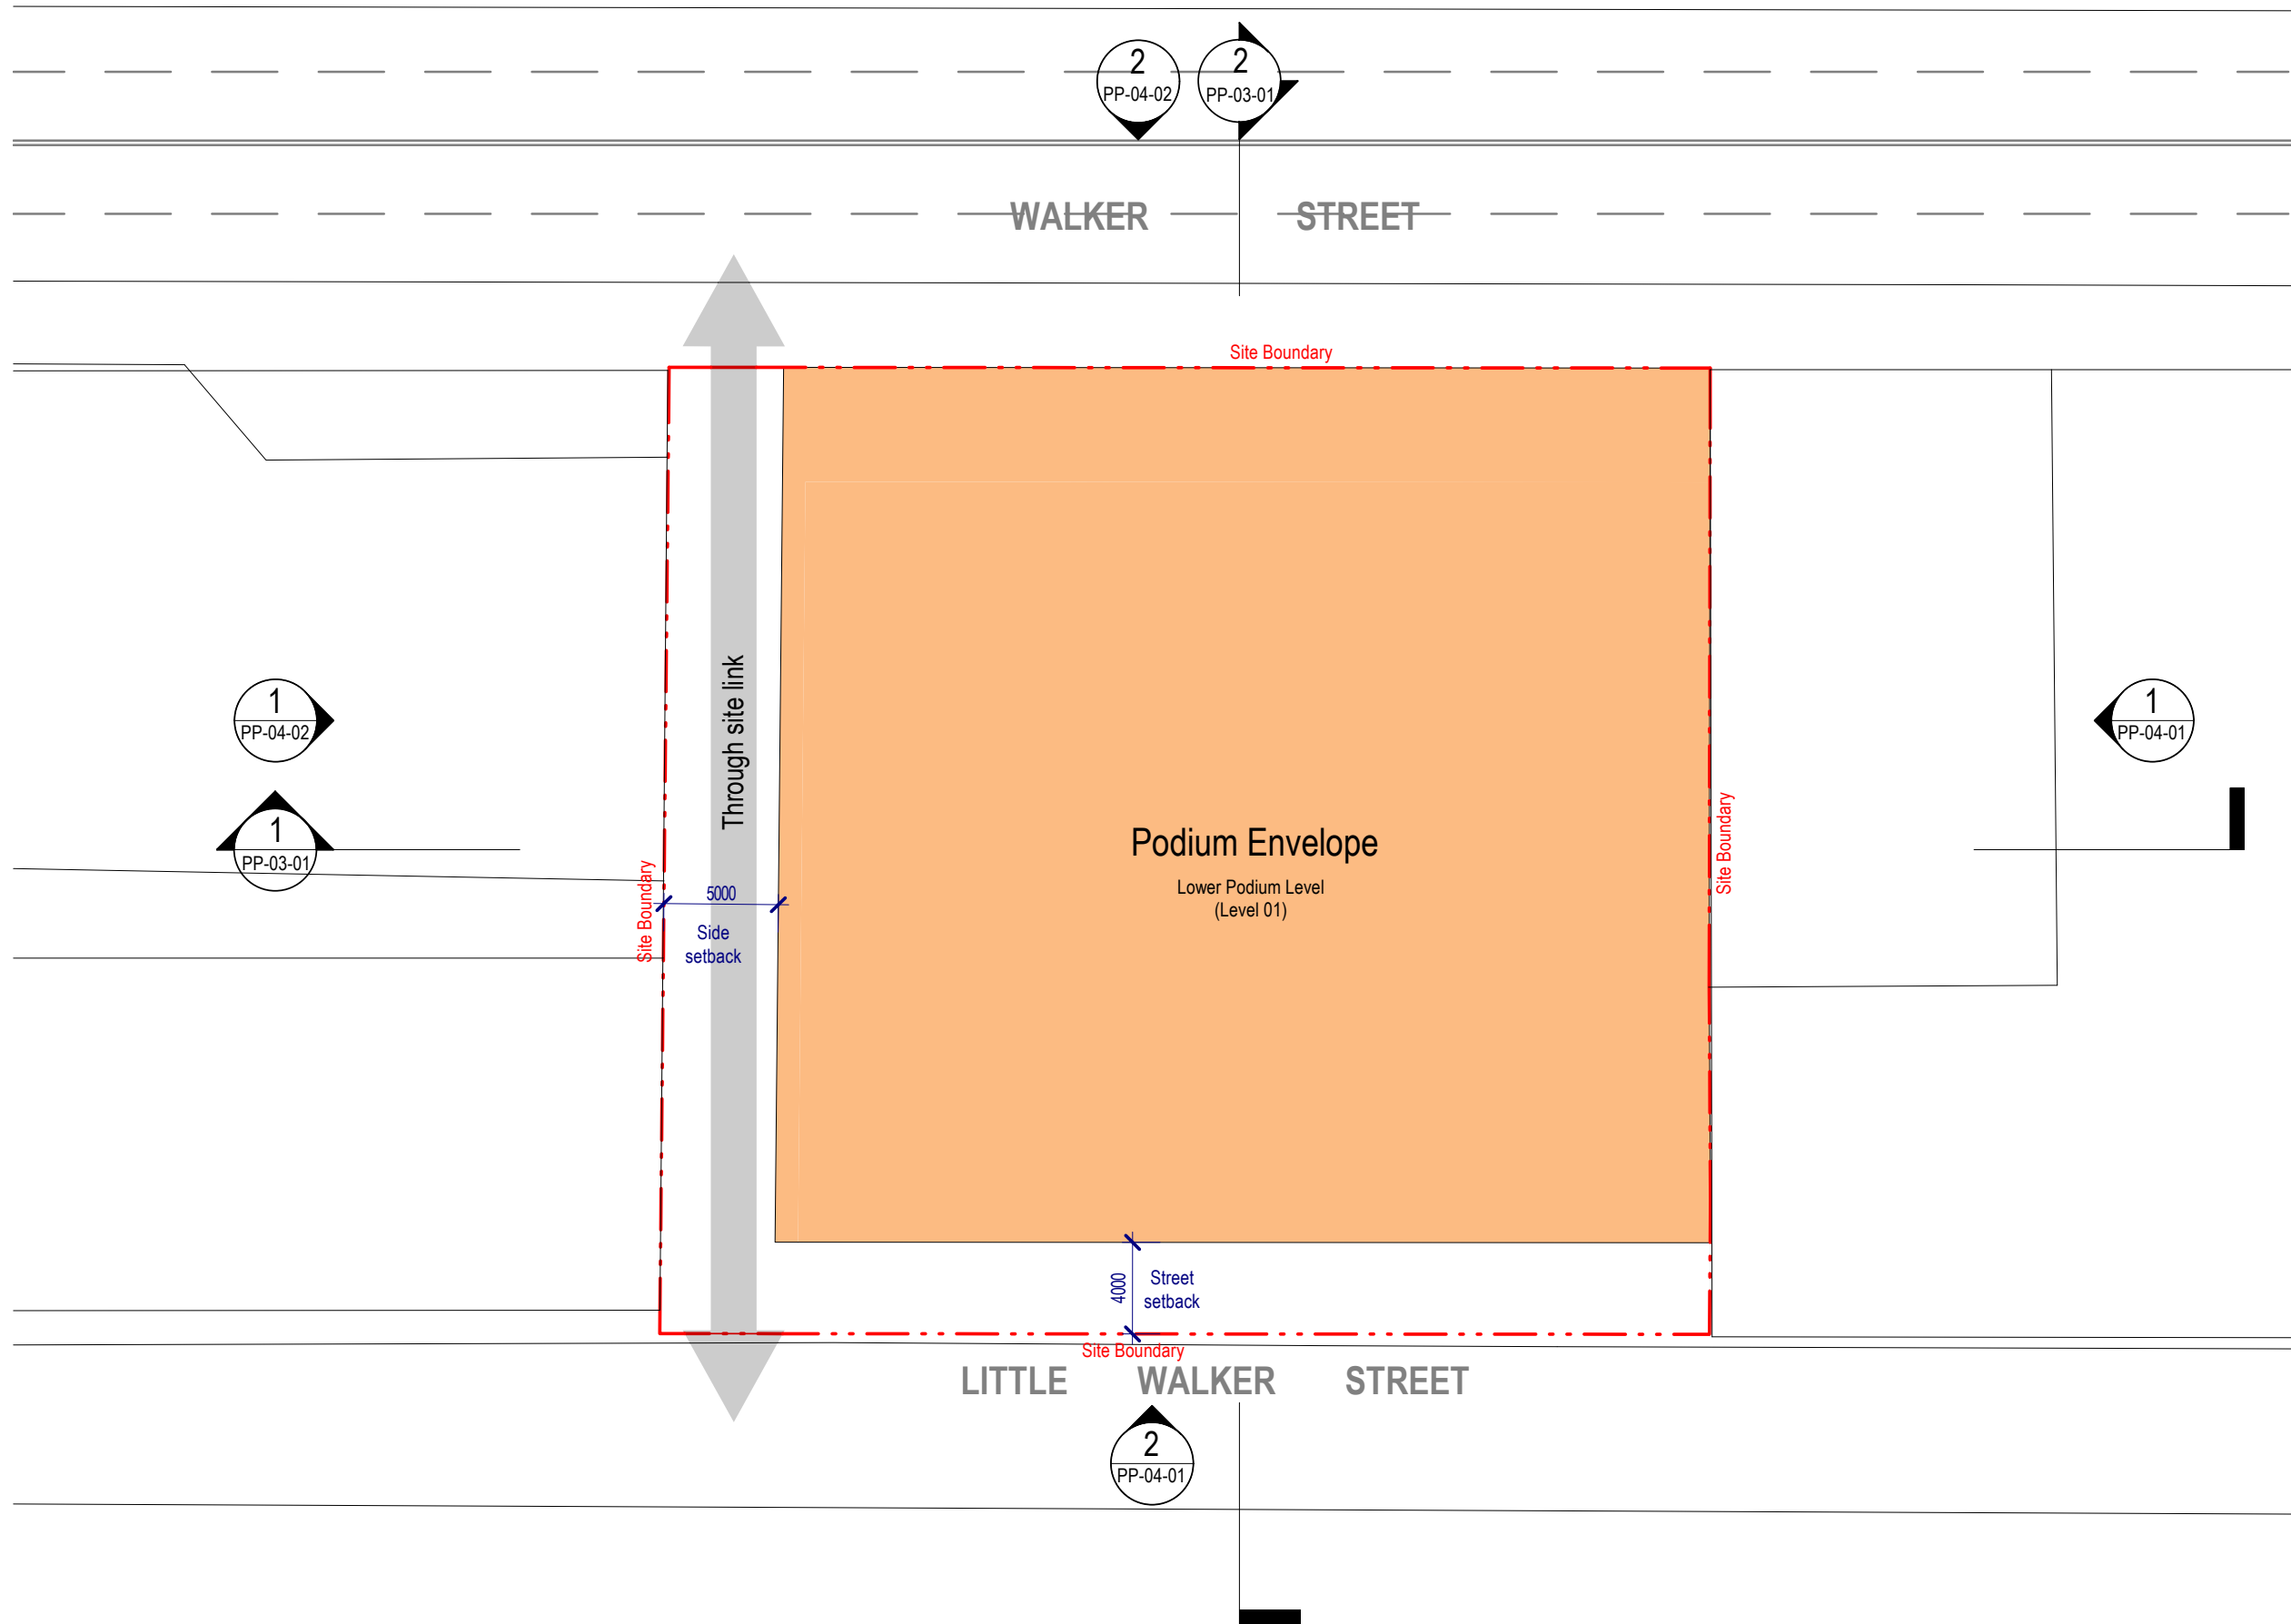 2
PP-04-02
2
PP-03-01
WALKER STREET
Site Boundary
Through site link
1
PP-04-02
1
PP-04-01
1
PP-03-01
Site Boundary
Site Boundary
Podium Envelope
Lower Podium Level
(Level 01)
5000
Side
setback
4000
Street
setback
Site Boundary
LITTLE WALKER STREET
2
PP-04-01